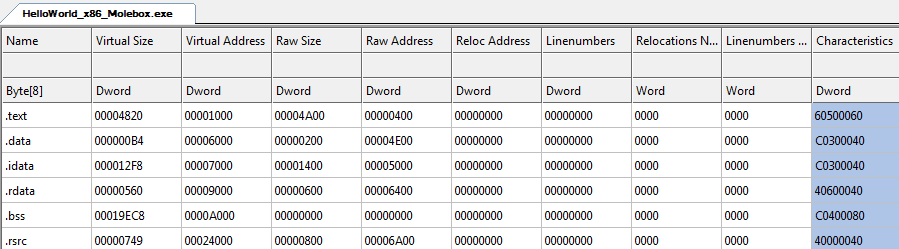 HelloWorld_x86_Molebox.exe
Name Virtual Size Virtual Address Raw Size Raw Address Reloc Address Linenumbers Relocations N... Linenumbers ... Characteristics
Byte[8] Dword Dword Dword Dword Dword Dword Word Word Dword
.text 00004820 00001000 00004A00 00000400 00000000 00000000 0000 0000 60500060
.data 000000B4 00006000 00000200 00004E00 00000000 00000000 0000 0000 C0300040
.idata 000012F8 00007000 00001400 00005000 00000000 00000000 0000 0000 C0300040
.rdata 00000560 00009000 00000600 00006400 00000000 00000000 0000 0000 40600040
.bss 00019EC8 0000A000 00000000 00000000 00000000 00000000 0000 0000 C0400080
.rsrc 00000749 00024000 00000800 00006A00 00000000 00000000 0000 0000 40000040